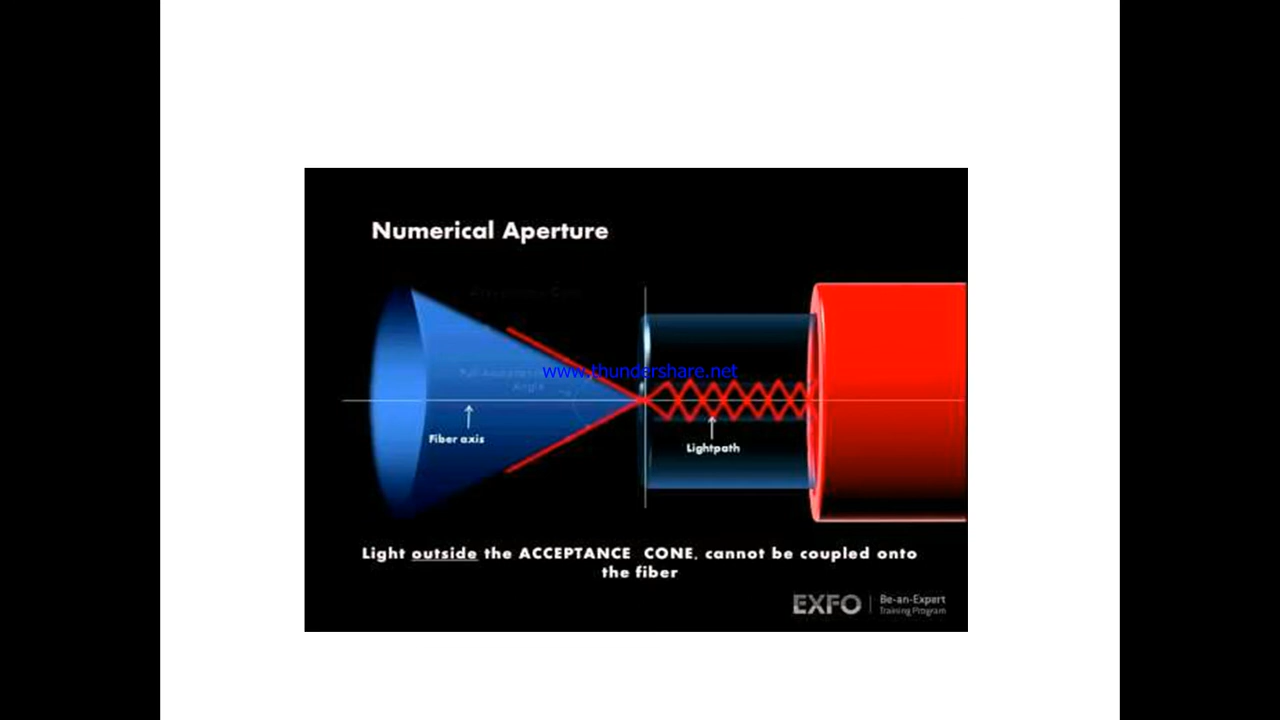 Numerical Aperture
www.thundershare.net
Angle
Fiber axis
Lightpath
Light outside the ACCEPTANCE CONE, cannot be coupled onto
the fiber
EXFO
Be-an-Expert
Training Program